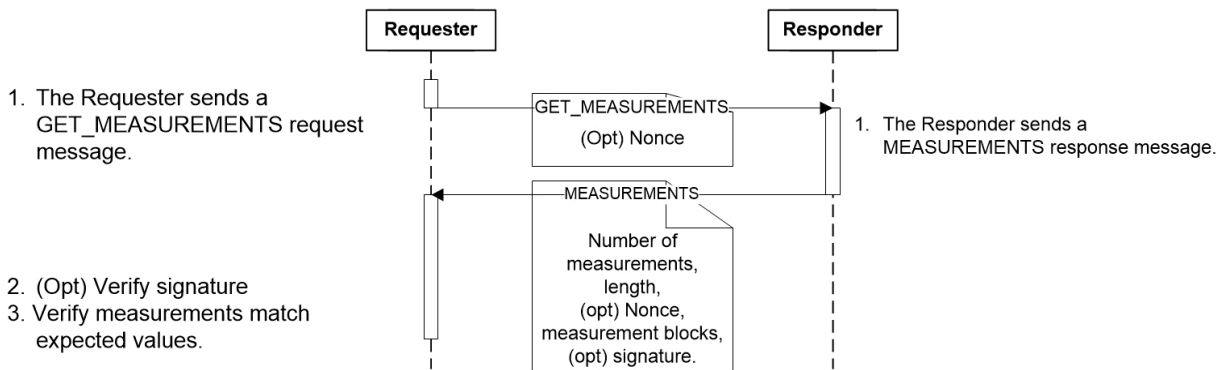 Requester
Responder
1. The Requester sends a
GET_MEASUREMENTS request
message.
GET_MEASUREMENTS
(Opt) Nonce
1. The Responder sends a
MEASUREMENTS response message.
MEASUREMENTS
Number of
measurements,
length,
(opt) Nonce,
measurement blocks,
(opt) signature.
2. (Opt) Verify signature
3. Verify measurements match
expected values.